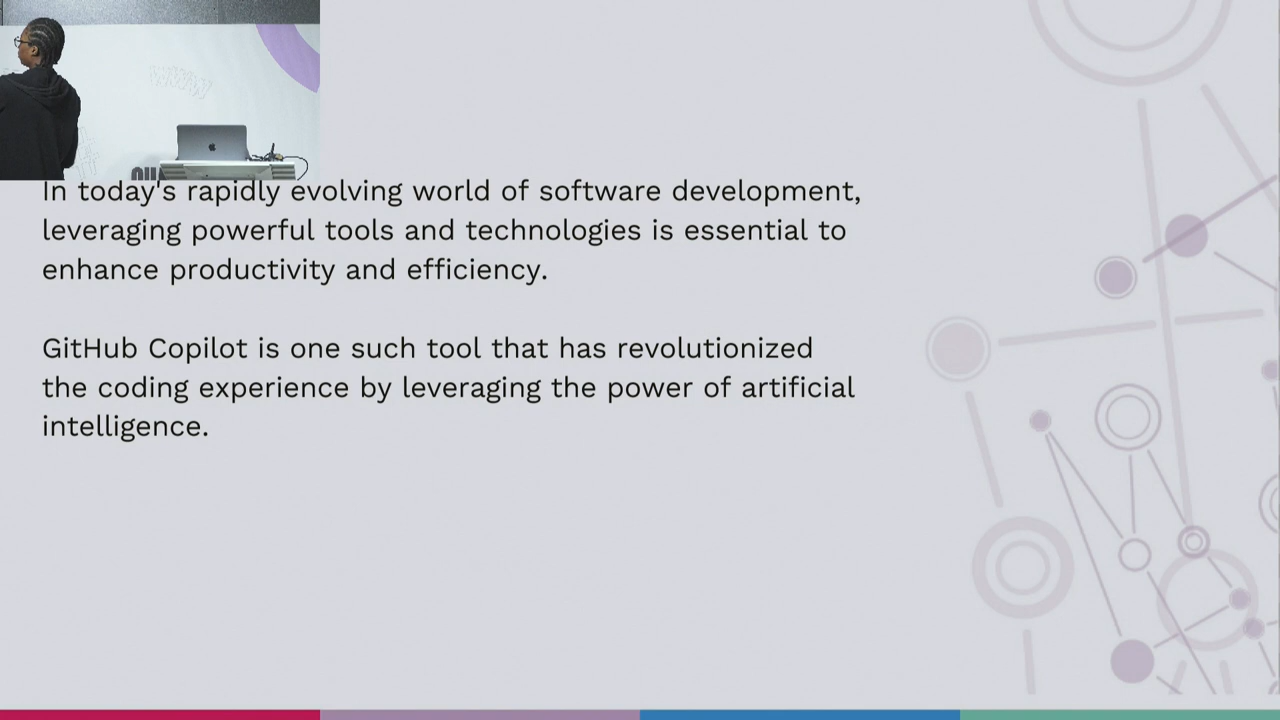 In today's rapidly evolving world of software development,
leveraging powerful tools and technologies is essential to
enhance productivity and efficiency.
GitHub Copilot is one such tool that has revolutionized
the coding experience by leveraging the power of artificial
intelligence.